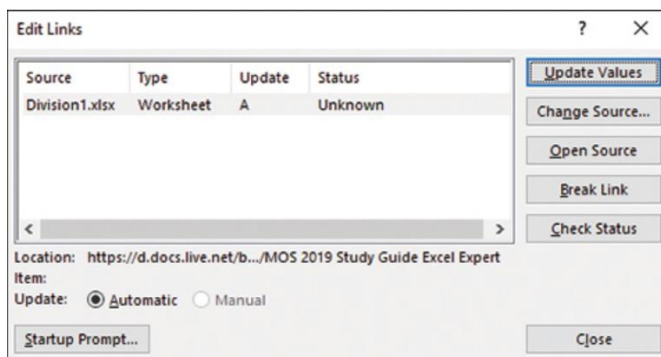 Edit Links ? X
Source Type Update Status
Division1.xlsx Worksheet A Unknown
Update Values
Change Source...
Open Source
Break Link
Check Status
Location: https://d.docs.live.net/b.../MOS 2019 Study Guide Excel Expert
Item:
Update: Automatic Manual
Startup Prompt... Close